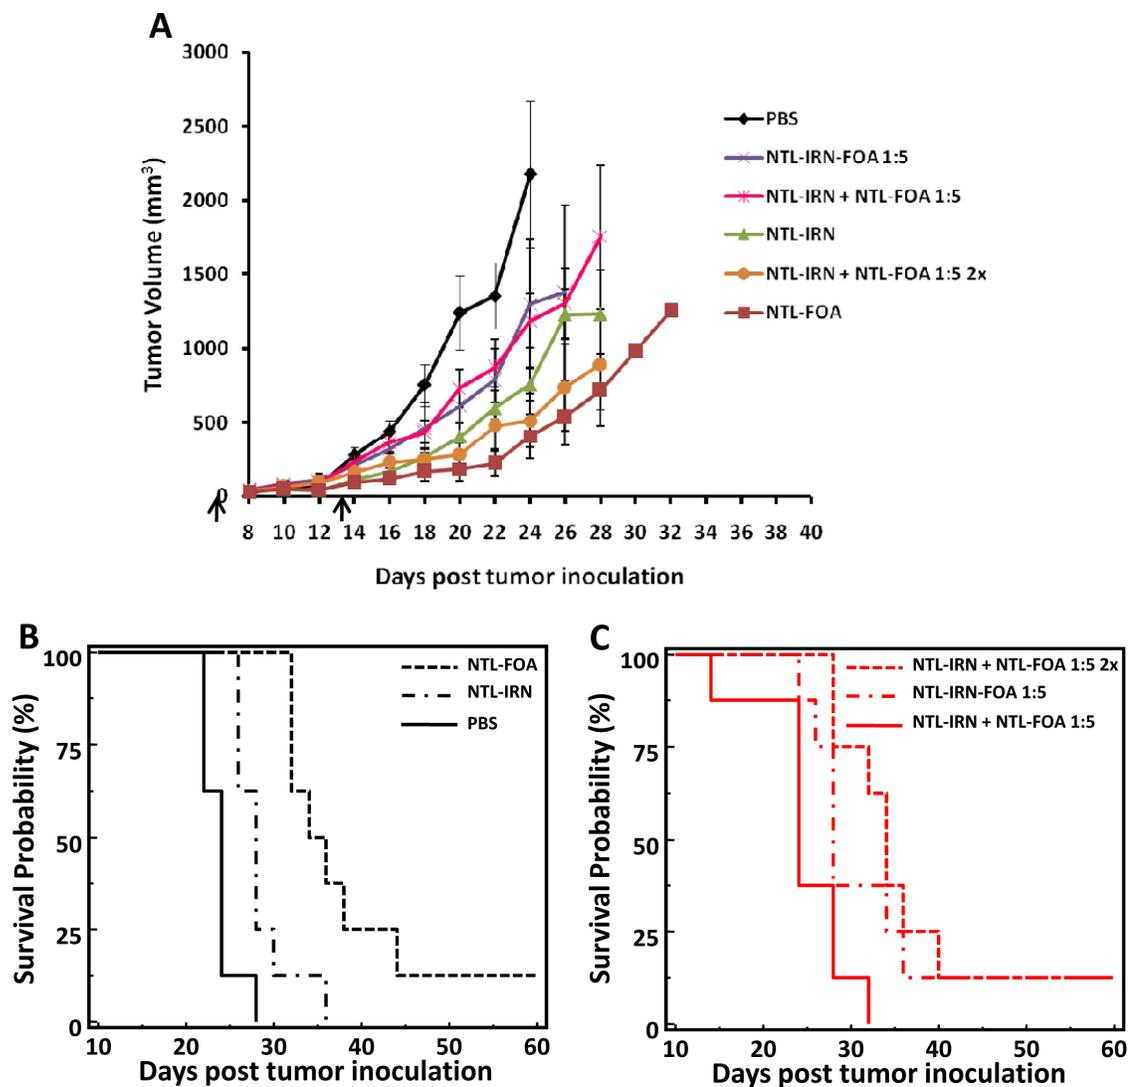 A
Tumor Volume (mm³)
3000
2500
2000
1500
1000
500
0
8 10 12 14 16 18 20 22 24 26 28 30 32 34 36 38 40
Days post tumor inoculation
PBS
NTL-IRN-FOA 1:5
NTL-IRN + NTL-FOA 1:5
NTL-IRN
NTL-IRN + NTL-FOA 1:5 2x
NTL-FOA
B
Survival Probability (%)
100
75
50
25
0
10 20 30 40 50 60
Days post tumor inoculation
NTL-FOA
NTL-IRN
PBS
C
Survival Probability (%)
100
75
50
25
0
10 20 30 40 50 60
Days post tumor inoculation
NTL-IRN + NTL-FOA 1:5 2x
NTL-IRN-FOA 1:5
NTL-IRN + NTL-FOA 1:5